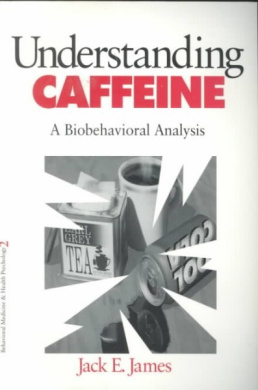 Understanding
CAFFEINE
A Biobehavioral Analysis
EARL
GREY
TEA
Jack E. James
Behavioral Medicine & Health Psychology 2